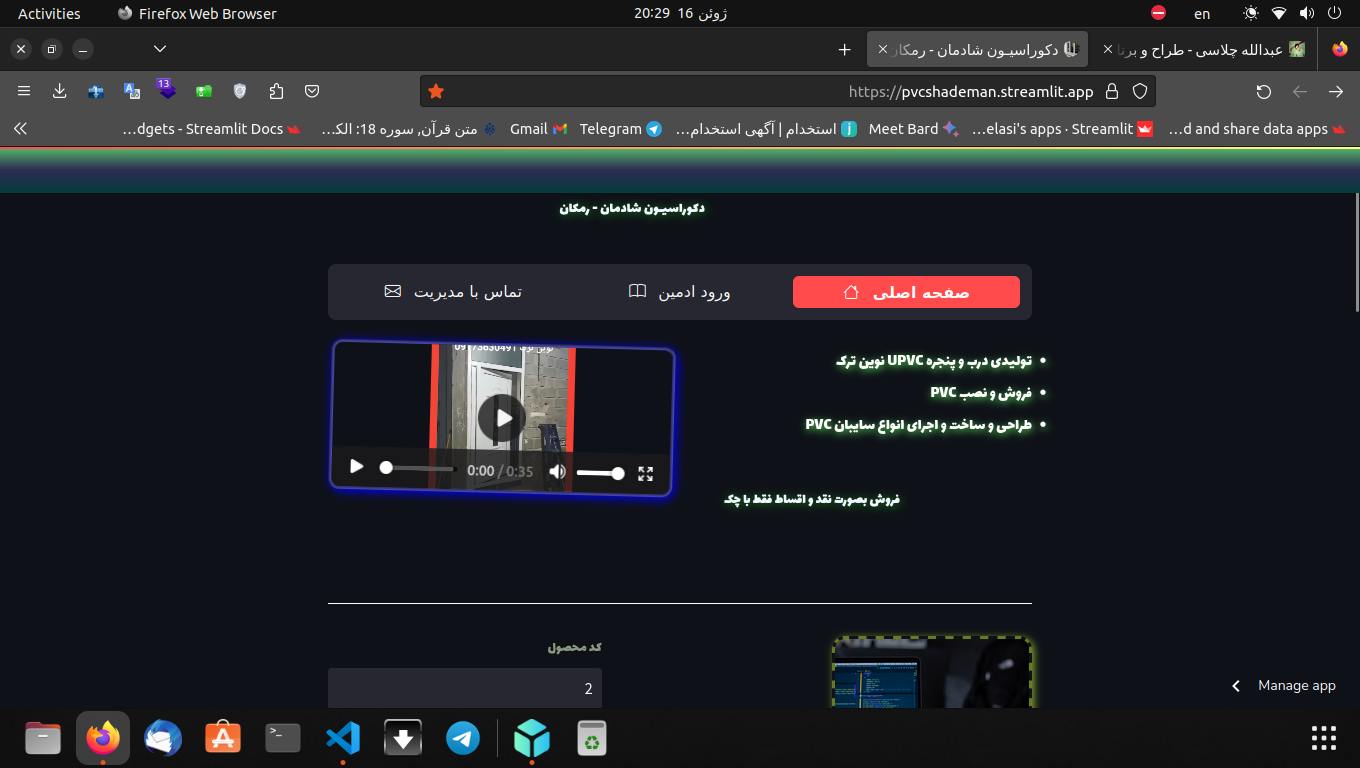 Activities
Firefox Web Browser
20:29 ژوئن 16
en
عبدالله چلاسی - طراح و برنا
دکوراسیـون شادمان - رمکار
https://pvcshademan.streamlit.app
13
…d and share data apps
…elasi's apps · Streamlit
Meet Bard
استخدام | آگهی استخدام…
Telegram
Gmail
متن قرآن, سوره 18: الک…
…dgets - Streamlit Docs
دکوراسیـون شادمان - رمکان
صفحه اصلی
ورود ادمین
تماس با مدیریت
• تولیدی درب و پنجره UPVC نوین ترک
• فروش و نصب PVC
• طراحی و ساخت و اجرای انواع سایبان PVC
0:00 / 0:35
فروش بصورت نقد و اقساط فقط با چک
کد محصول
2
Manage app